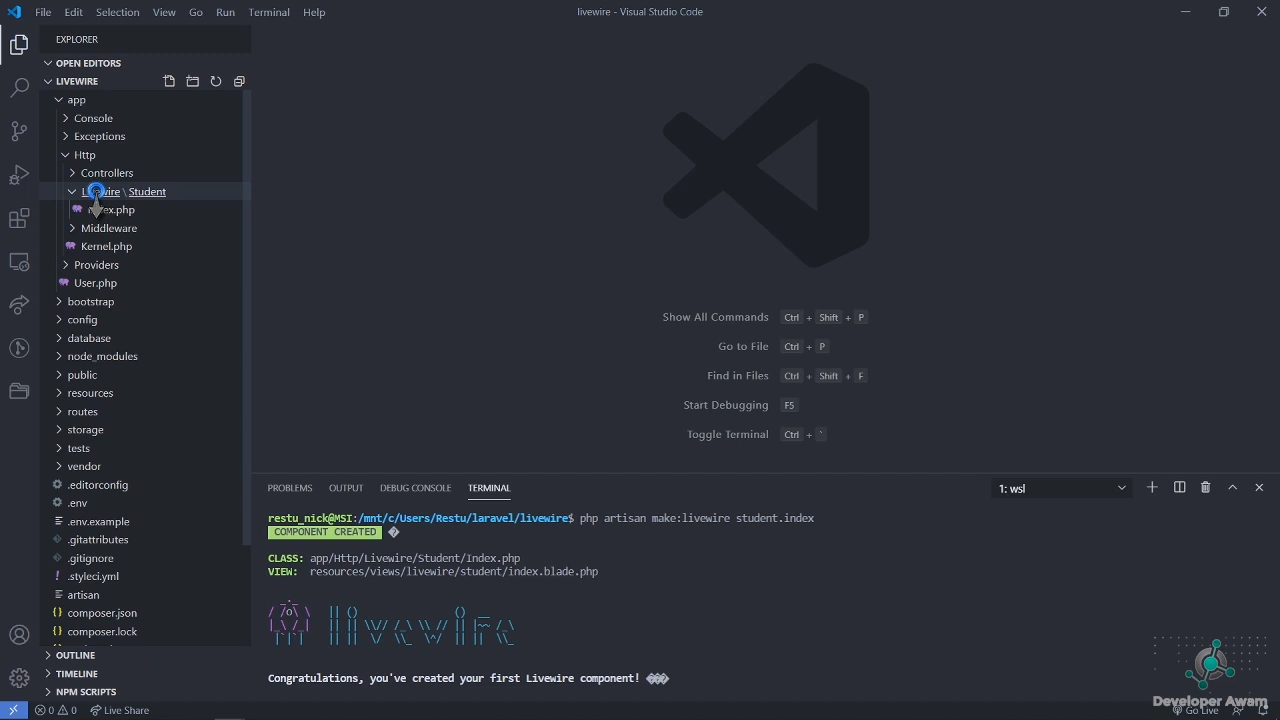 File Edit Selection View Go Run Terminal Help
livewire - Visual Studio Code
EXPLORER
OPEN EDITORS
LIVEWIRE
app
Console
Exceptions
Http
Controllers
\ Student
Middleware
Kernel.php
Providers
User.php
bootstrap
config
database
node_modules
public
resources
routes
storage
tests
vendor
.editorconfig
.env
.env.example
.gitattributes
.gitignore
.styleci.yml
artisan
composer.json
composer.lock
OUTLINE
TIMELINE
NPM SCRIPTS
Show All Commands Ctrl + Shift + P
Go to File Ctrl + P
Find in Files Ctrl + Shift + F
Start Debugging F5
Toggle Terminal Ctrl + `
PROBLEMS OUTPUT DEBUG CONSOLE TERMINAL
1: wsl
restu_nick@MSI:/mnt/c/Users/Restu/laravel/livewire$ php artisan make:livewire student.index
COMPONENT CREATED �
CLASS: app/Http/Livewire/Student/Index.php
VIEW: resources/views/livewire/student/index.blade.php
Congratulations, you've created your first Livewire component! ���
Developer Awam
0 0 Live Share
Go Live